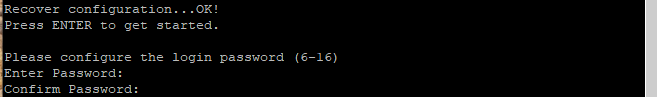 Recover configuration...OK!
Press ENTER to get started.
Please configure the login password (6-16)
Enter Password:
Confirm Password: